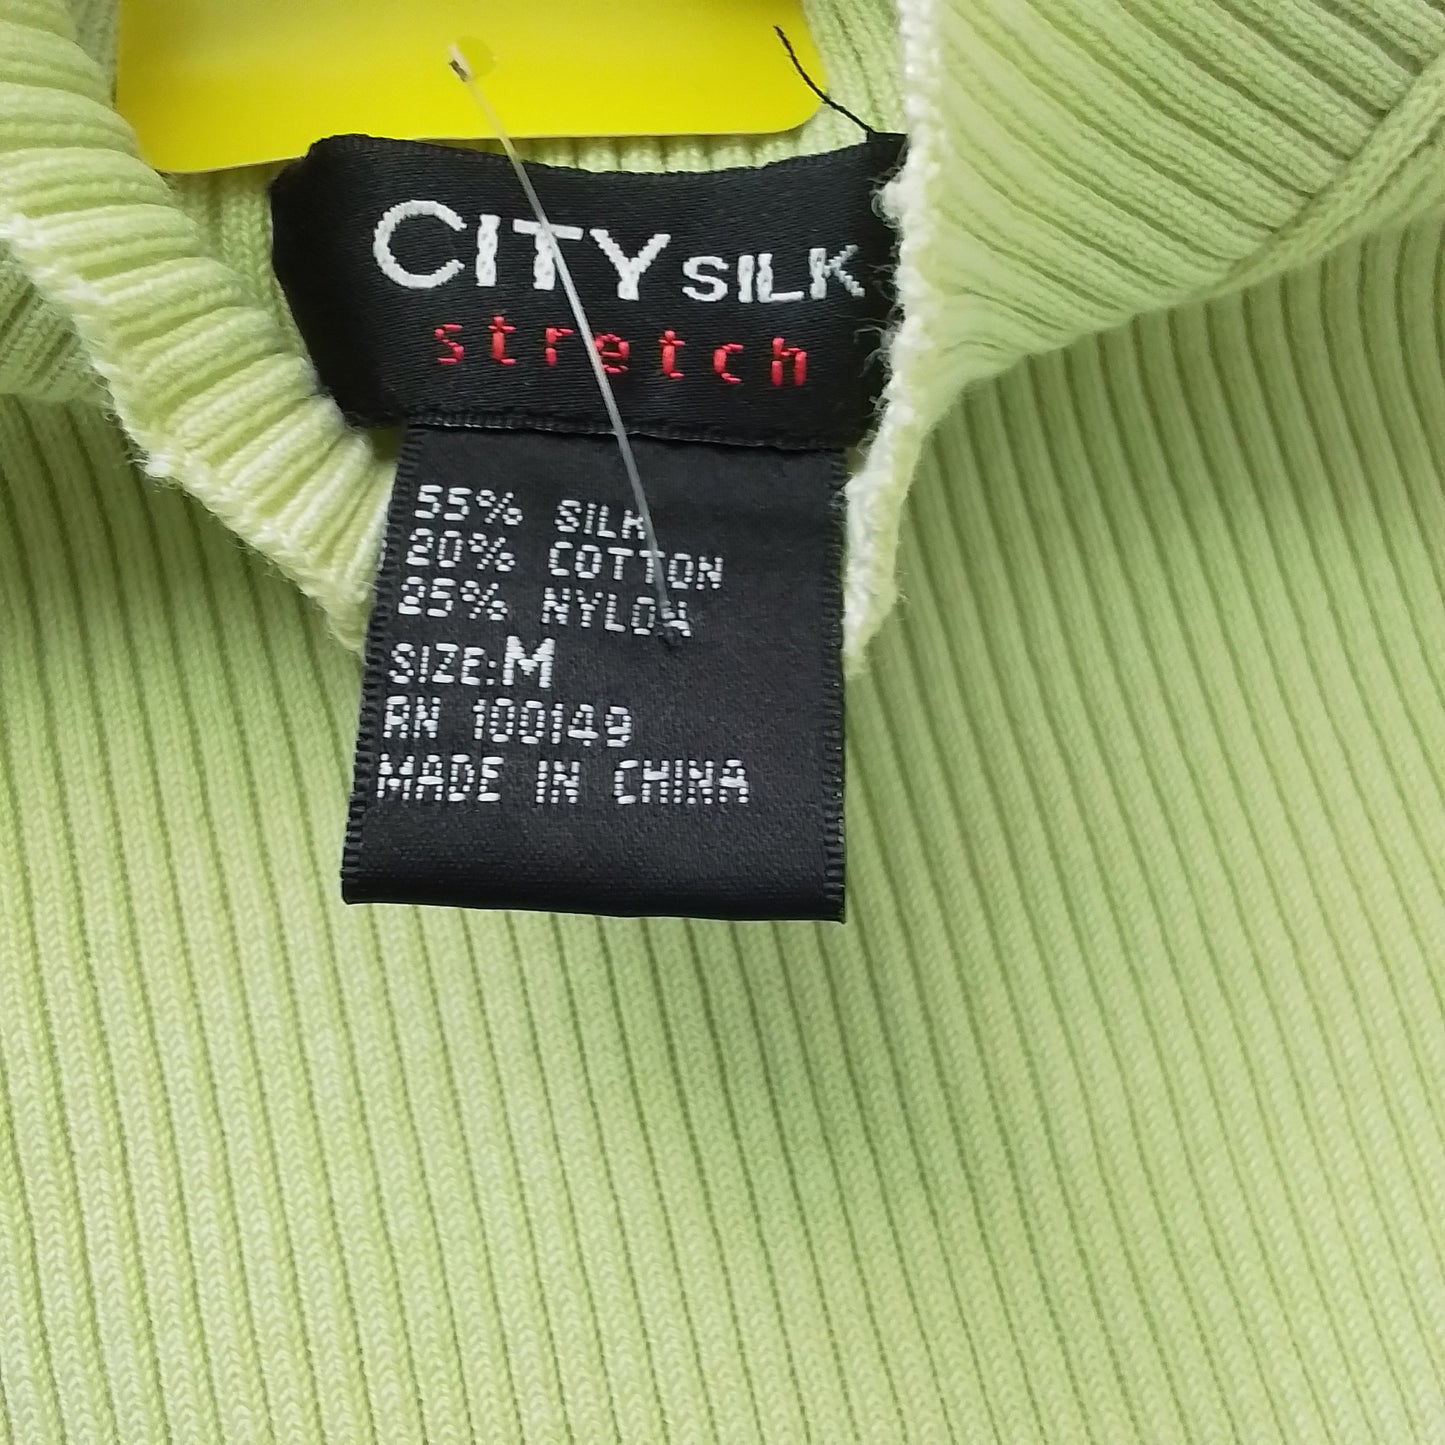 CITY SILK
stretch
55% SILK
20% COTTON
25% NYLON
SIZE:M
RN 100149
MADE IN CHINA